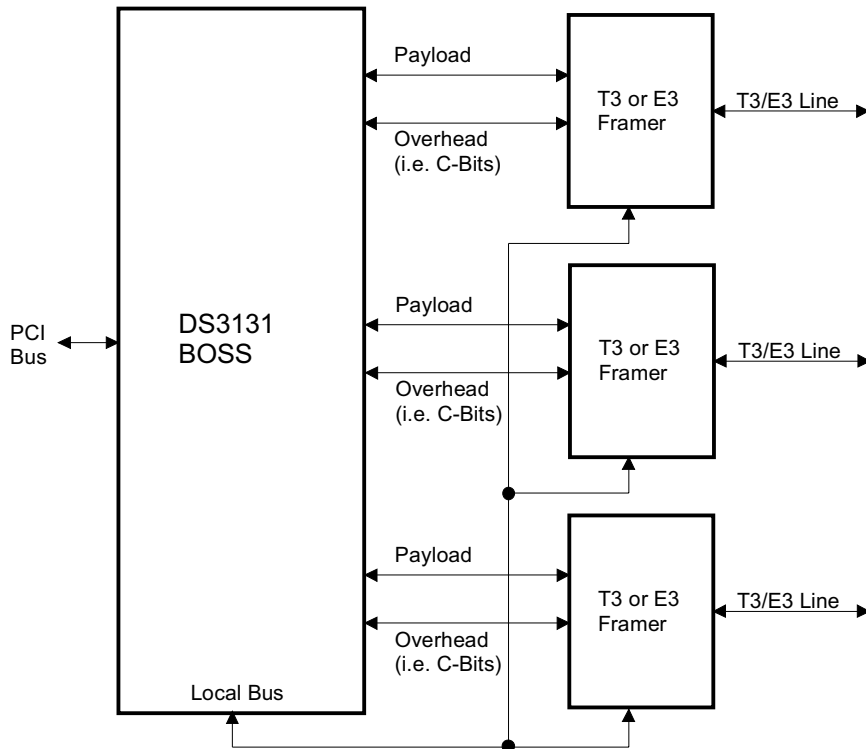 Payload
T3 or E3
Framer
T3/E3 Line
Overhead
(i.e. C-Bits)
PCI
Bus
DS3131
BOSS
Payload
T3 or E3
Framer
T3/E3 Line
Overhead
(i.e. C-Bits)
Payload
T3 or E3
Framer
T3/E3 Line
Overhead
(i.e. C-Bits)
Local Bus